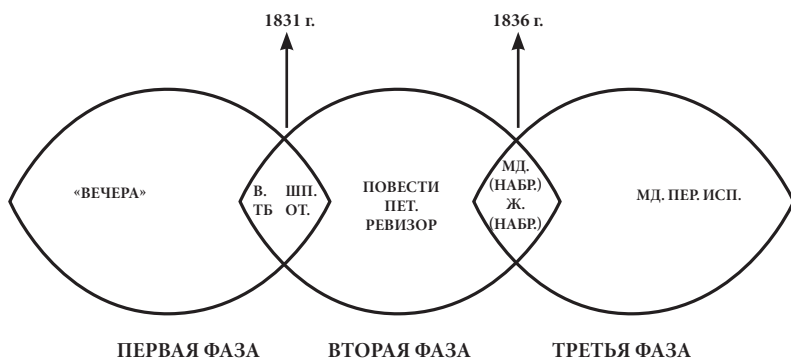 1831 г.
1836 г.
«ВЕЧЕРА»
В. ШП.
ТБ ОТ.
ПОВЕСТИ
ПЕТ.
РЕВИЗОР
МД.
(НАБР.)
Ж.
(НАБР.)
МД. ПЕР. ИСП.
ПЕРВАЯ ФАЗА
ВТОРАЯ ФАЗА
ТРЕТЬЯ ФАЗА